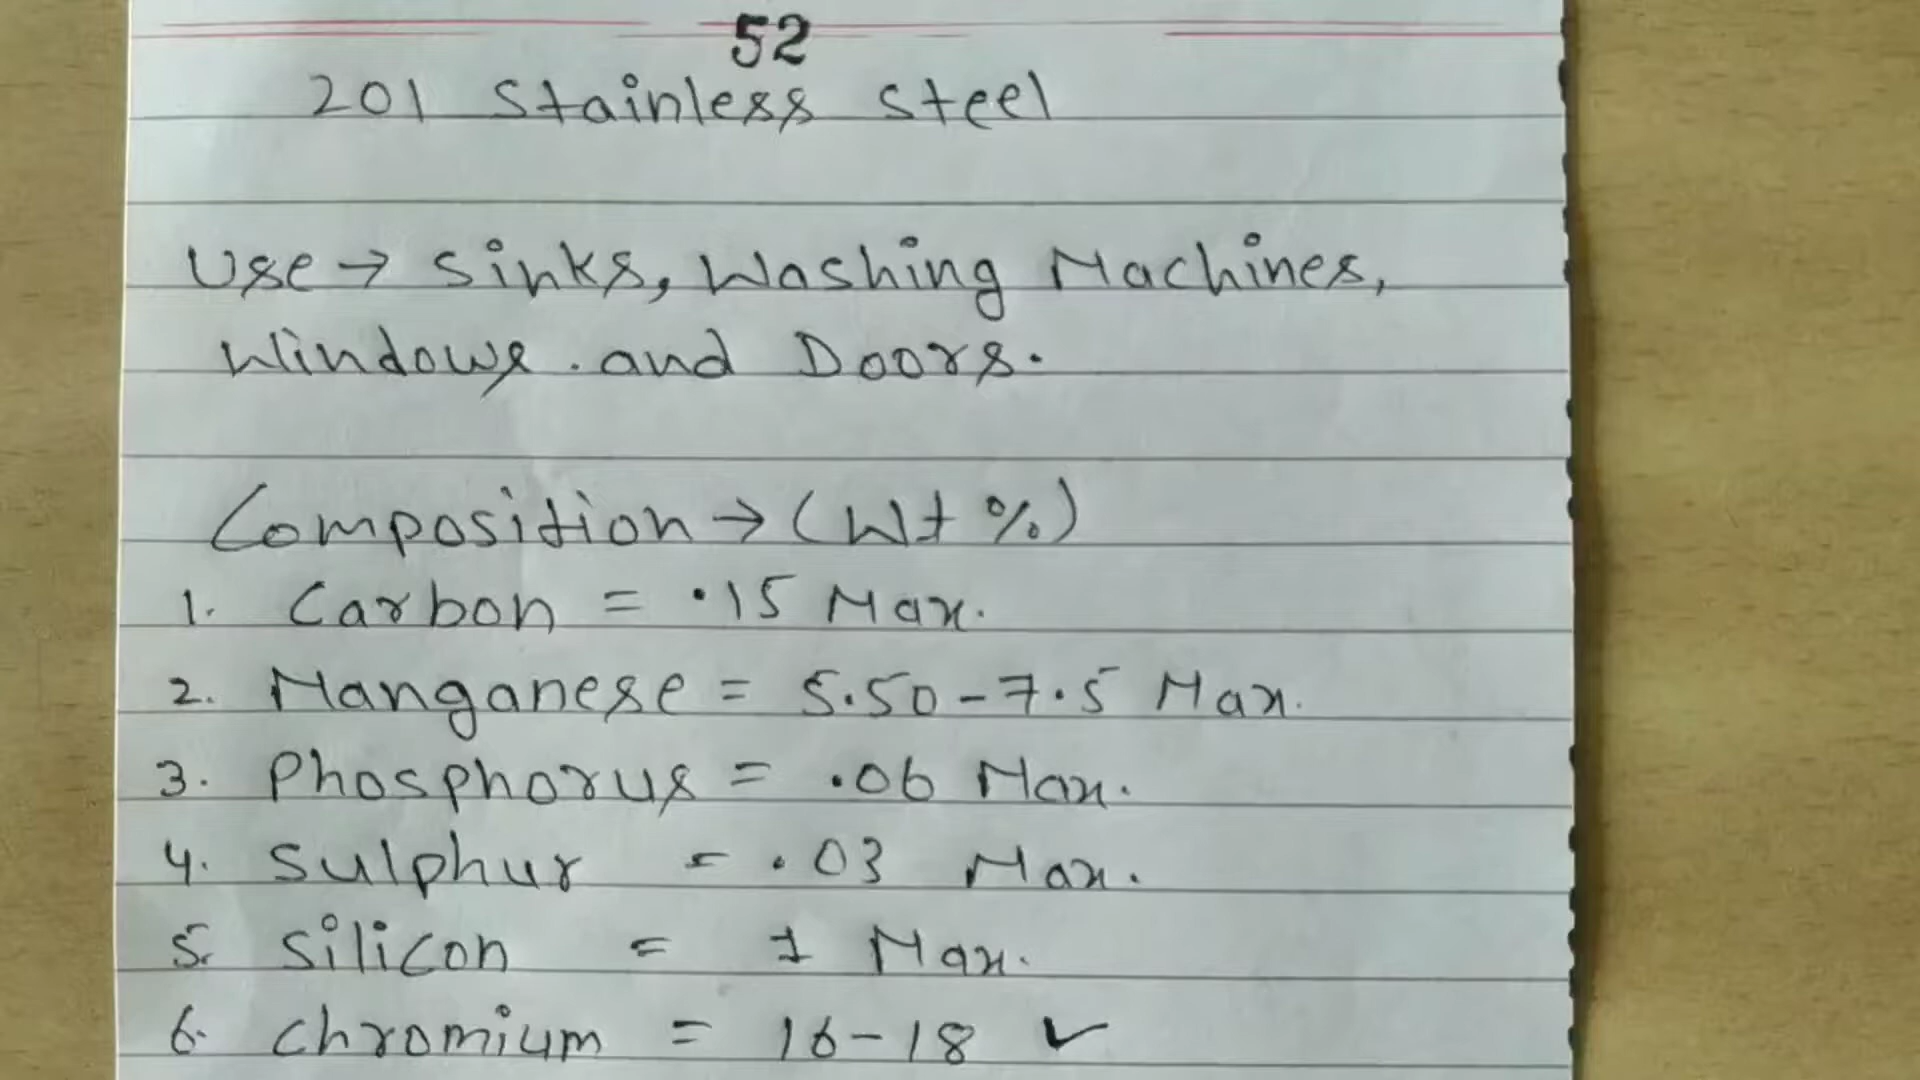 52
201 Stainless Steel
Use → Sinks, Washing Machines,
Windows. and Doors.
Composition → (Wt %)
1. Carbon = .15 Max.
2. Manganese = 5.50-7.5 Max.
3. Phosphorus = .06 Max.
4. Sulphur = .03 Max.
5. Silicon = 1 Max.
6. Chromium = 16-18 ✓